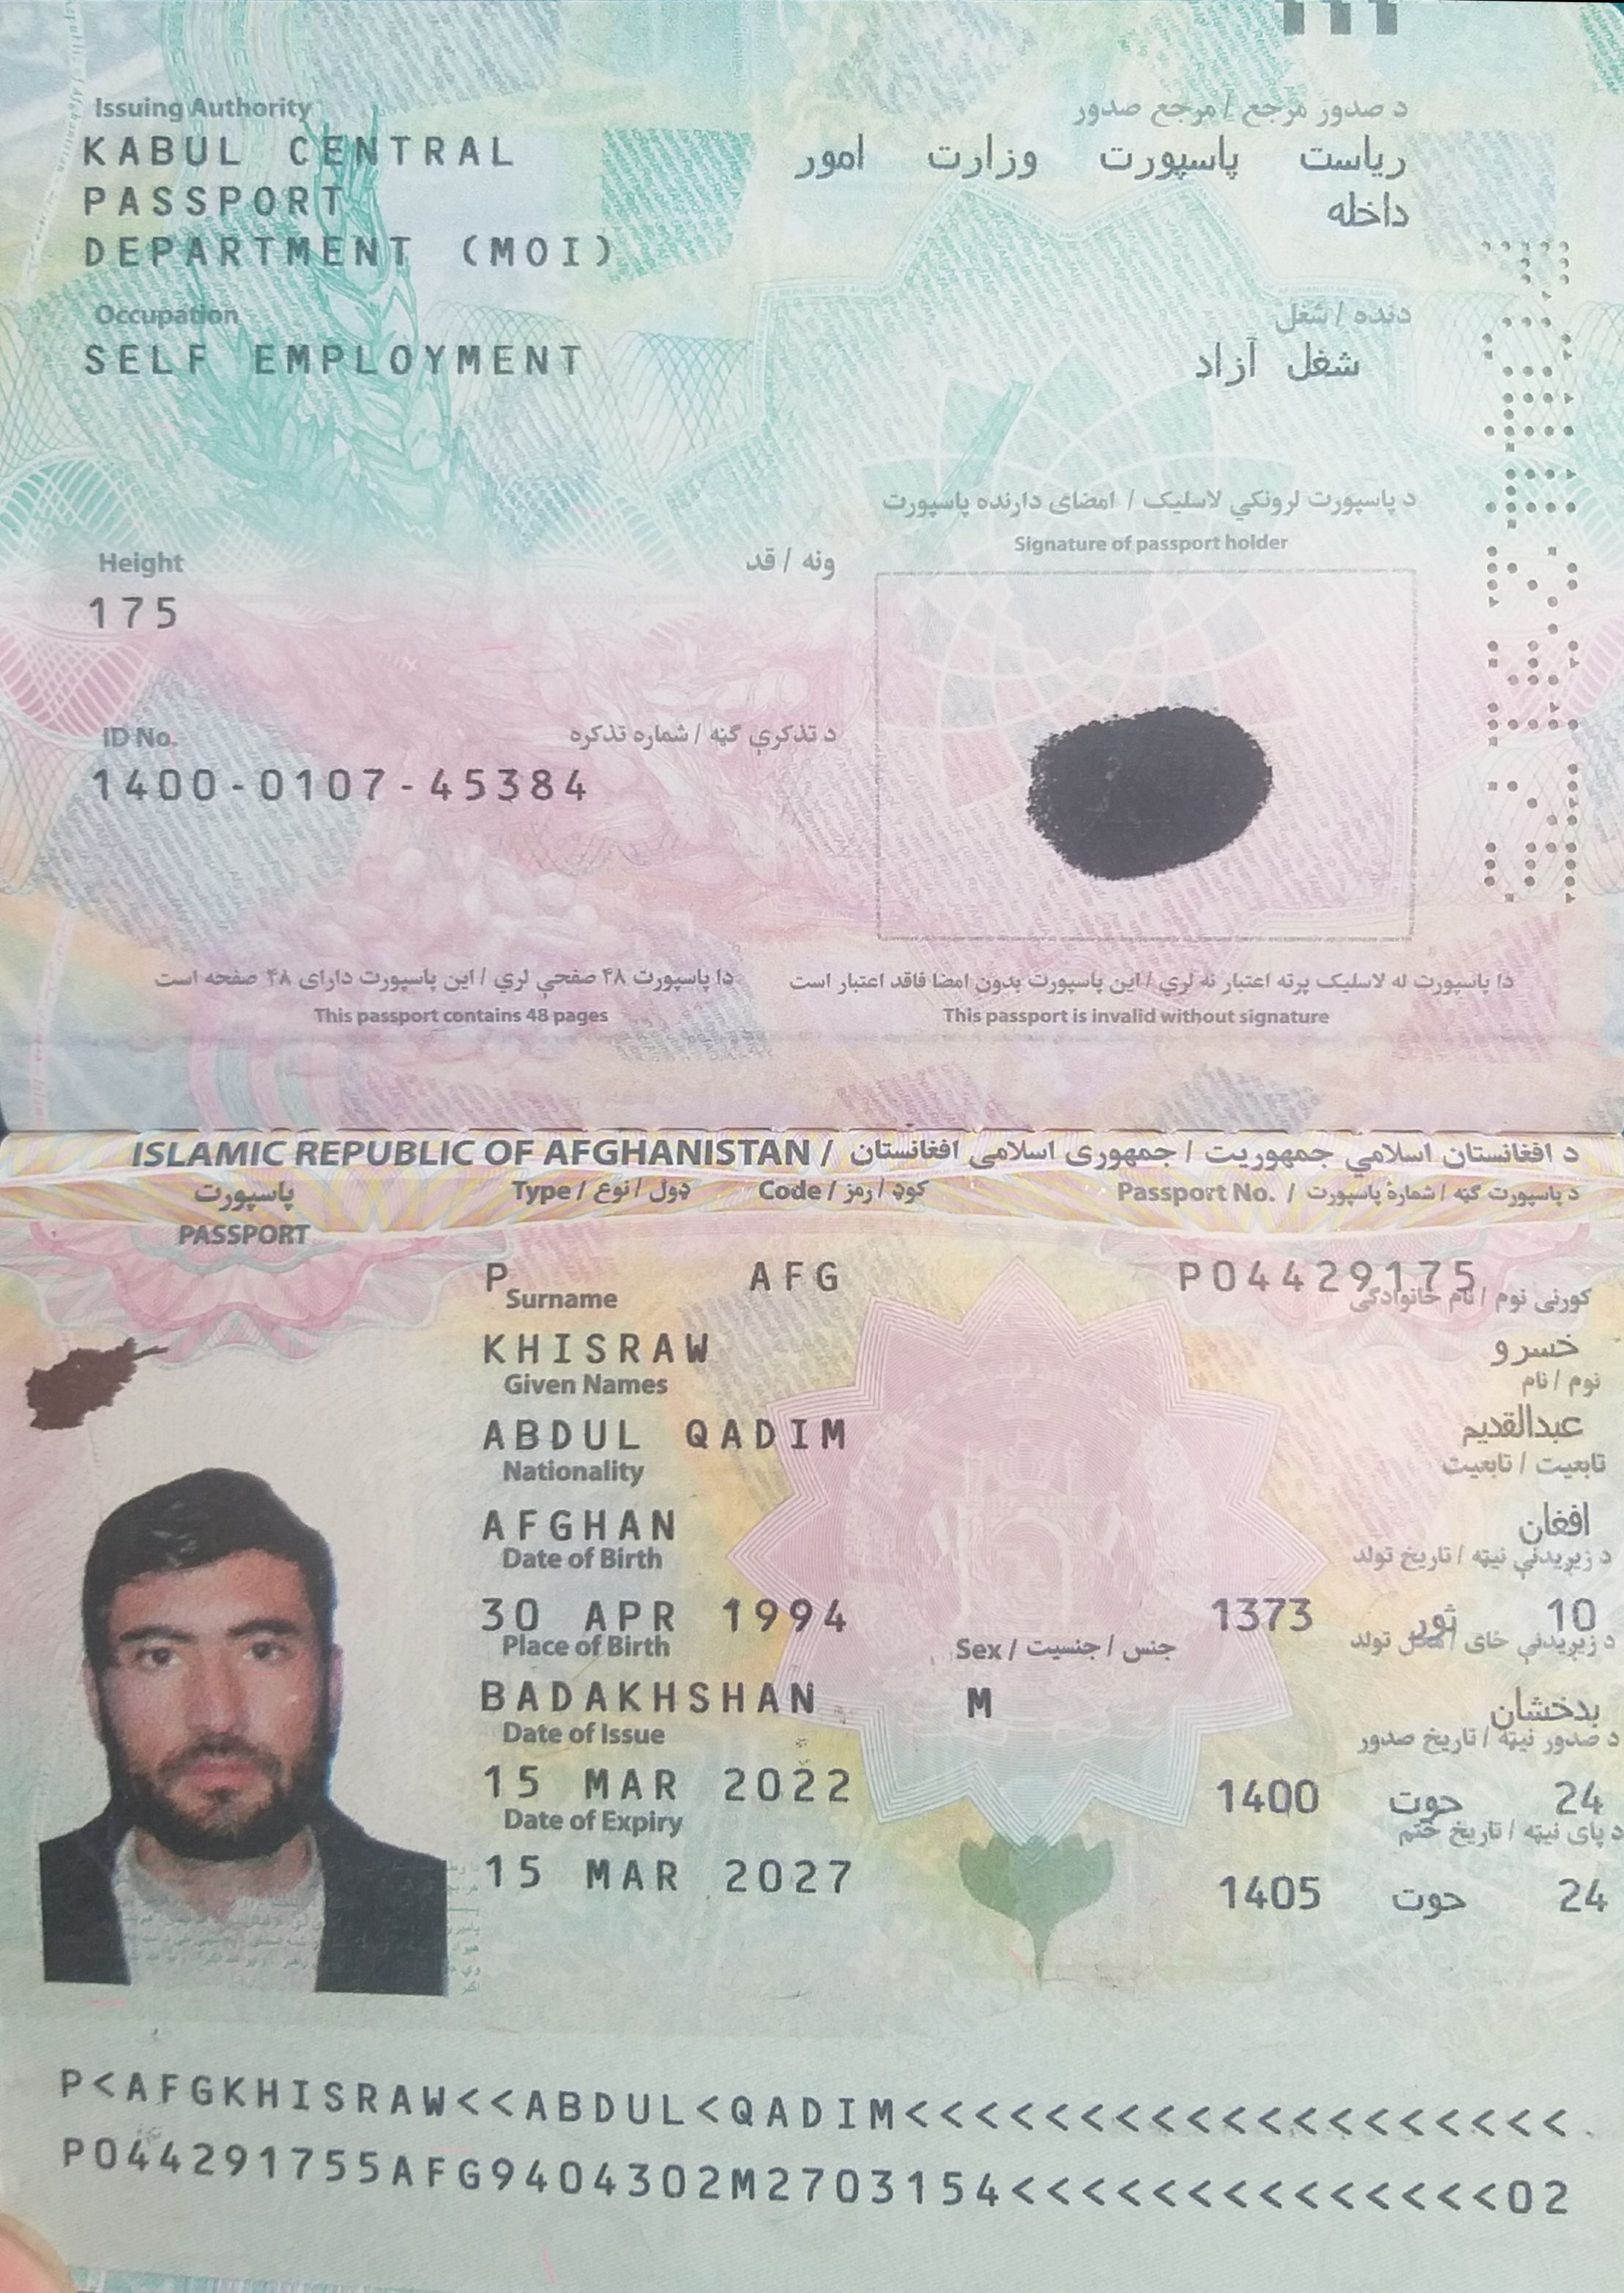 Issuing Authority د صدور مرجع / مرجع صدور
KABUL CENTRAL ریاست پاسپورت وزارت امور
PASSPORT داخله
DEPARTMENT (MOI)
Occupation دنده / شغل
SELF EMPLOYMENT شغل آزاد
د پاسپورت لرونکي لاسلیک / امضای دارنده پاسپورت
Signature of passport holder
Height ونه / قد
175
ID No. د تذکرې ګڼه / شماره تذکره
1400-0107-45384
دا پاسپورت ۴۸ صفحې لري / این پاسپورت دارای ۴۸ صفحه است
This passport contains 48 pages
دا پاسپورت له لاسلیک پرته اعتبار نه لري / این پاسپورت بدون امضا فاقد اعتبار است
This passport is invalid without signature
ISLAMIC REPUBLIC OF AFGHANISTAN / د افغانستان اسلامي جمهوریت / جمهوری اسلامی افغانستان
پاسپورت Type / ډول / نوع Code / کوډ / رمز Passport No. / د پاسپورت ګڼه / شمارهٔ پاسپورت
PASSPORT
P AFG P04429175
Surname کورنی نوم / نام خانوادگی
KHISRAW خسرو
Given Names نوم / نام
ABDUL QADIM عبدالقدیم
Nationality تابعیت / تابعیت
AFGHAN افغان
Date of Birth د زیږیدنې نیټه / تاریخ تولد
30 APR 1994 10 ثور 1373
Place of Birth Sex / جنس / جنسیت د زیږیدنې ځای / محل تولد
BADAKHSHAN M بدخشان
Date of Issue د صدور نیټه / تاریخ صدور
15 MAR 2022 24 حوت 1400
Date of Expiry د پای نیټه / تاریخ ختم
15 MAR 2027 24 حوت 1405
P<AFGKHISRAW<<ABDUL<QADIM<<<<<<<<<<<<<<<<<<<
P044291755AFG9404302M2703154<<<<<<<<<<<<<<02